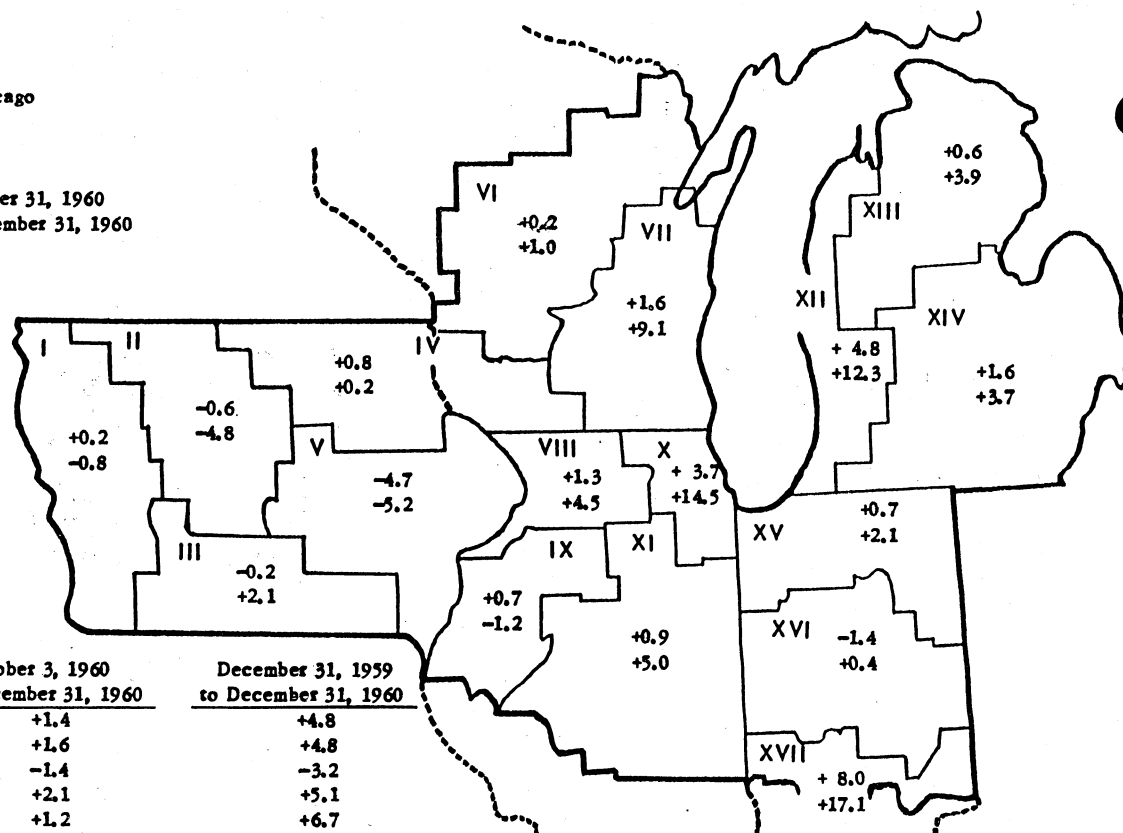 cago
er 31, 1960
ember 31, 1960
VI
+0.2
+1.0
VII
+1.6
+9.1
+0.6
+3.9
XIII
XII
+ 4.8
+12.3
XIV
+1.6
+3.7
I
+0.2
-0.8
II
-0.6
-4.8
IV
+0.8
+0.2
V
-4.7
-5.2
III
-0.2
+2.1
VIII
+1.3
+4.5
X
+ 3.7
+14.5
IX
+0.7
-1.2
XI
+0.9
+5.0
XV
+0.7
+2.1
XVI
-1.4
+0.4
XVII
+ 8.0
+17.1
ober 3, 1960 December 31, 1959
ember 31, 1960 to December 31, 1960
+1.4 +4.8
+1.6 +4.8
-1.4 -3.2
+2.1 +5.1
+1.2 +6.7